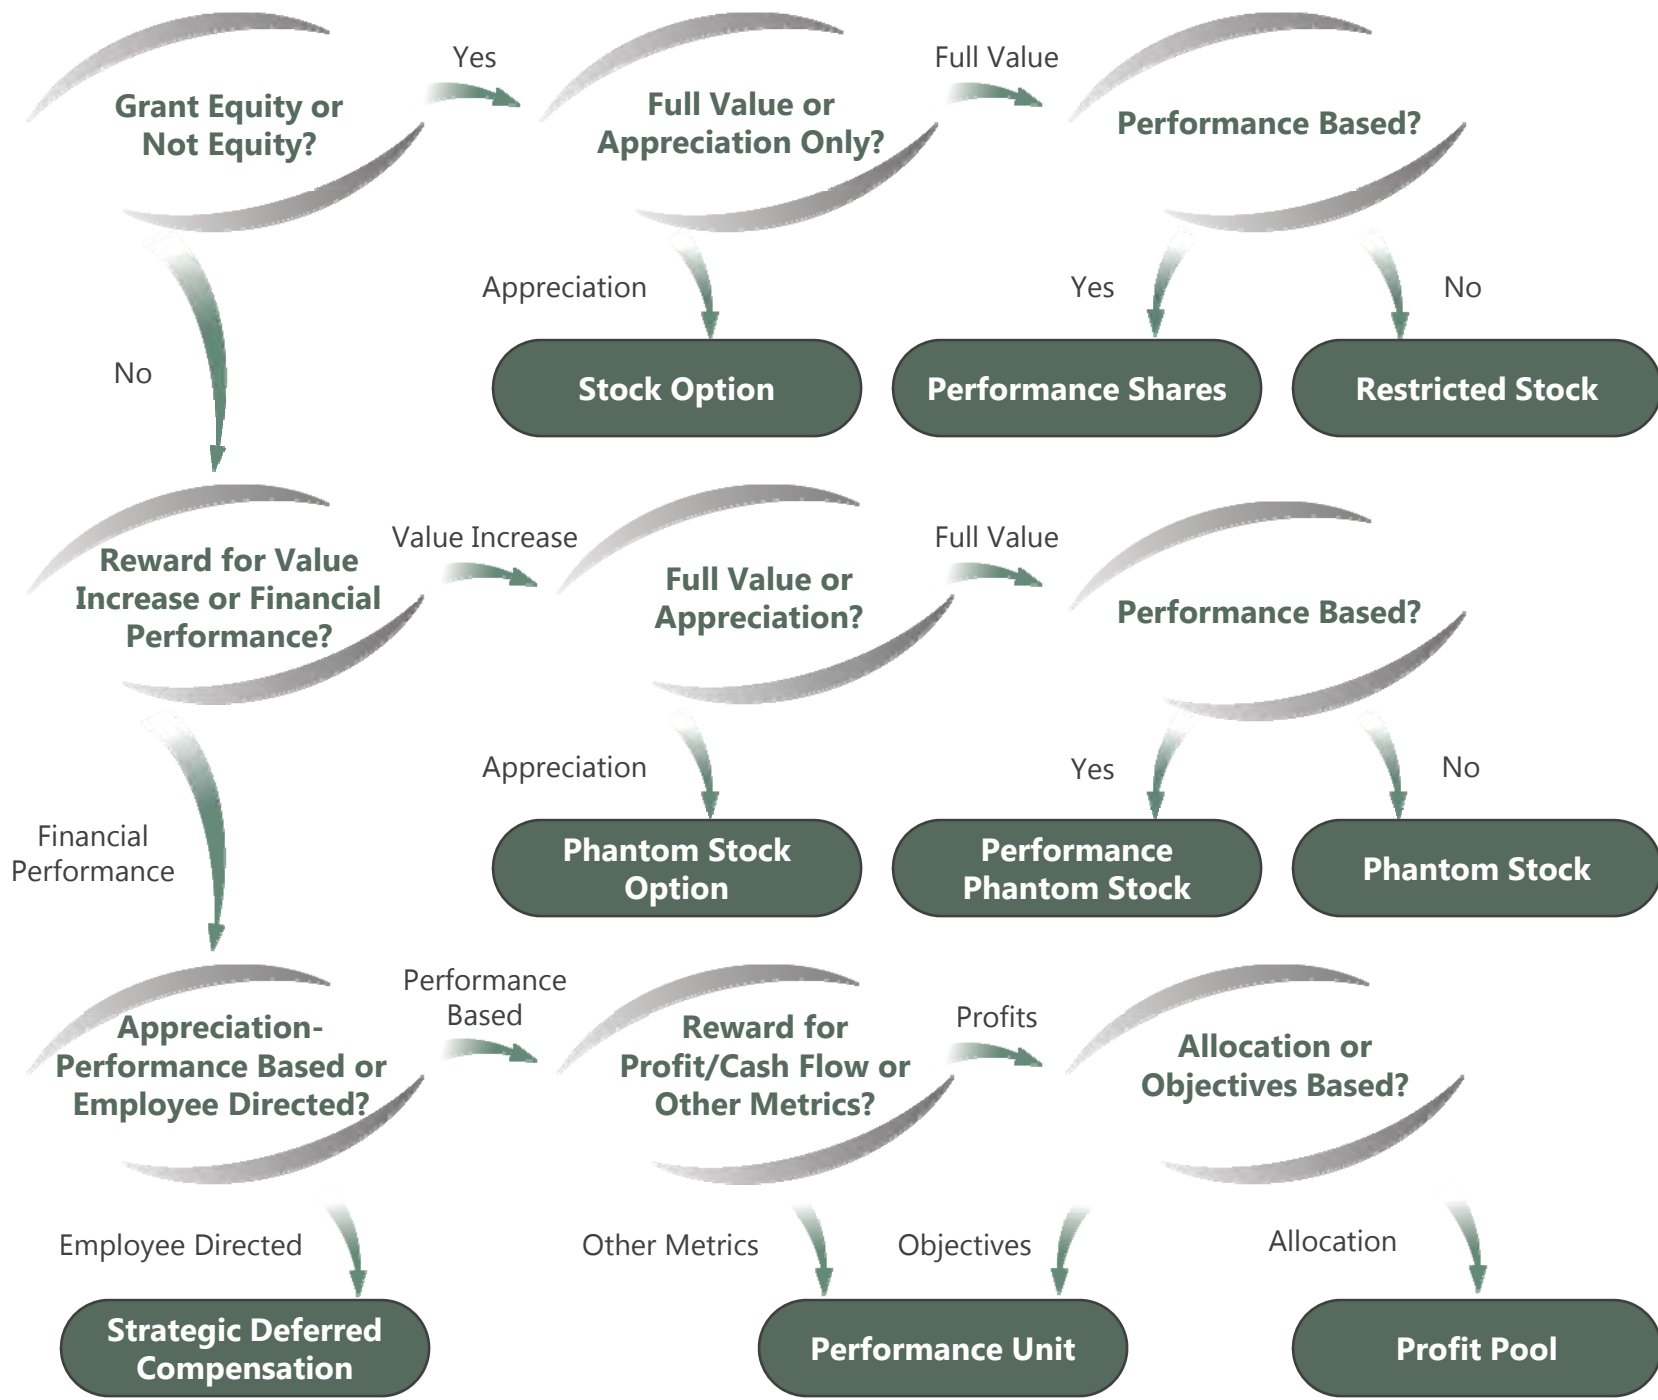 Yes
Full Value
Grant Equity or
Not Equity?
Full Value or
Appreciation Only?
Performance Based?
Appreciation
Yes
No
No
Stock Option
Performance Shares
Restricted Stock
Value Increase
Full Value
Reward for Value
Increase or Financial
Performance?
Full Value or
Appreciation?
Performance Based?
Appreciation
Yes
No
Financial
Performance
Phantom Stock
Option
Performance
Phantom Stock
Phantom Stock
Performance
Based
Profits
Appreciation-
Performance Based or
Employee Directed?
Reward for
Profit/Cash Flow or
Other Metrics?
Allocation or
Objectives Based?
Employee Directed
Other Metrics
Objectives
Allocation
Strategic Deferred
Compensation
Performance Unit
Profit Pool